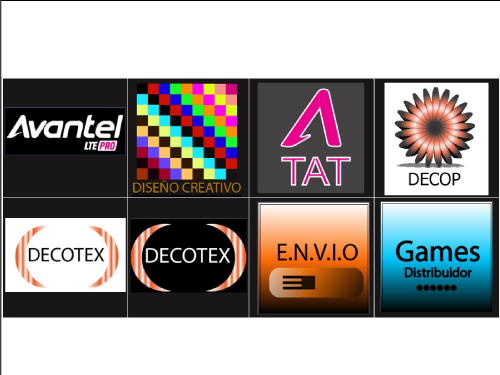 Avantel
LTE PRO
DISEÑO CREATIVO
TAT
DECOP
DECOTEX
DECOTEX
E.N.V.I.O
Games
Distribuidor